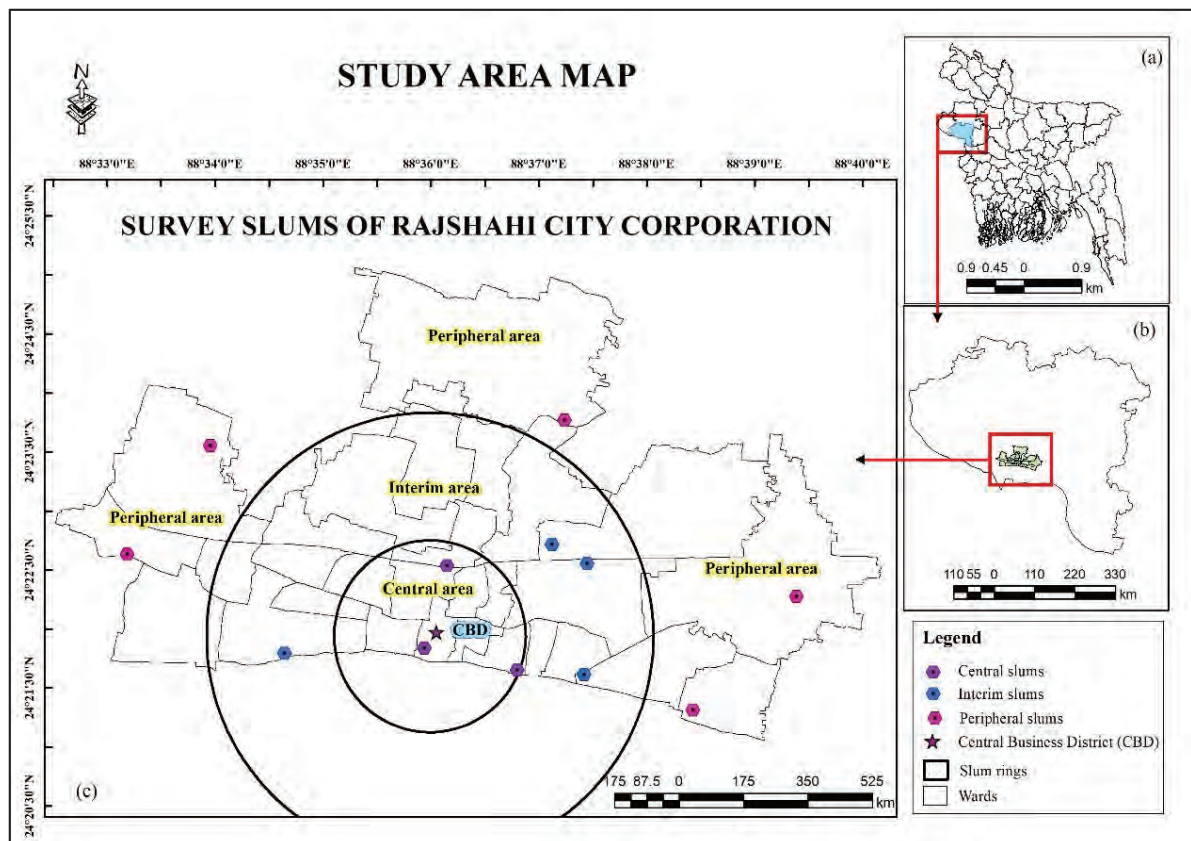 STUDY AREA MAP
N
88°33'0"E 88°34'0"E 88°35'0"E 88°36'0"E 88°37'0"E 88°38'0"E 88°39'0"E 88°40'0"E
SURVEY SLUMS OF RAJSHAHI CITY CORPORATION
24°25'30"N
24°24'30"N
24°23'30"N
24°22'30"N
24°21'30"N
24°20'30"N
Peripheral area
Interim area
Peripheral area
Central area
Peripheral area
CBD
(c)
175 87.5 0 175 350 525
km
(a)
0.9 0.45 0 0.9
km
(b)
110 55 0 110 220 330
km
Legend
Central slums
Interim slums
Peripheral slums
Central Business District (CBD)
Slum rings
Wards